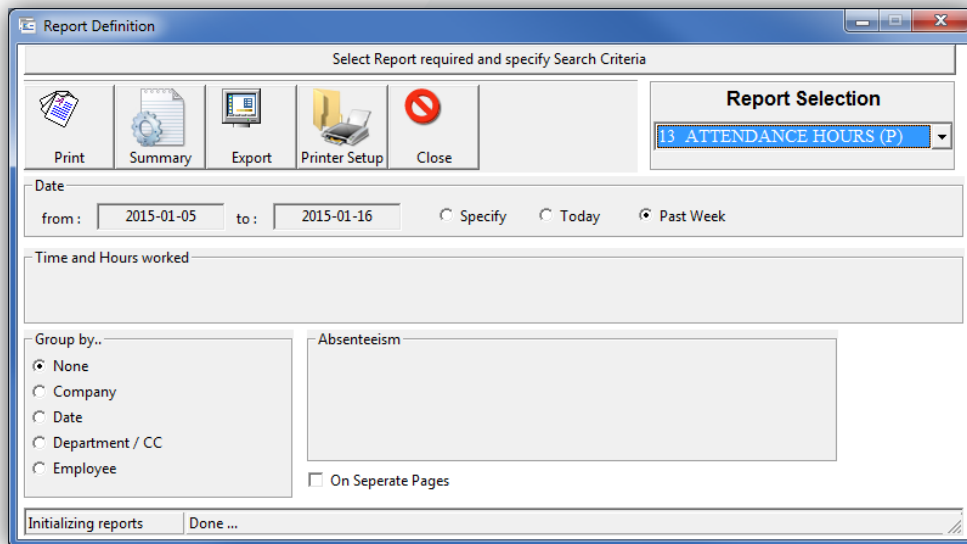 Report Definition
Select Report required and specify Search Criteria
Print Summary Export Printer Setup Close
Report Selection
13 ATTENDANCE HOURS (P)
Date
from : 2015-01-05 to : 2015-01-16 Specify Today Past Week
Time and Hours worked
Group by..
None
Company
Date
Department / CC
Employee
Absenteeism
On Seperate Pages
Initializing reports Done ...